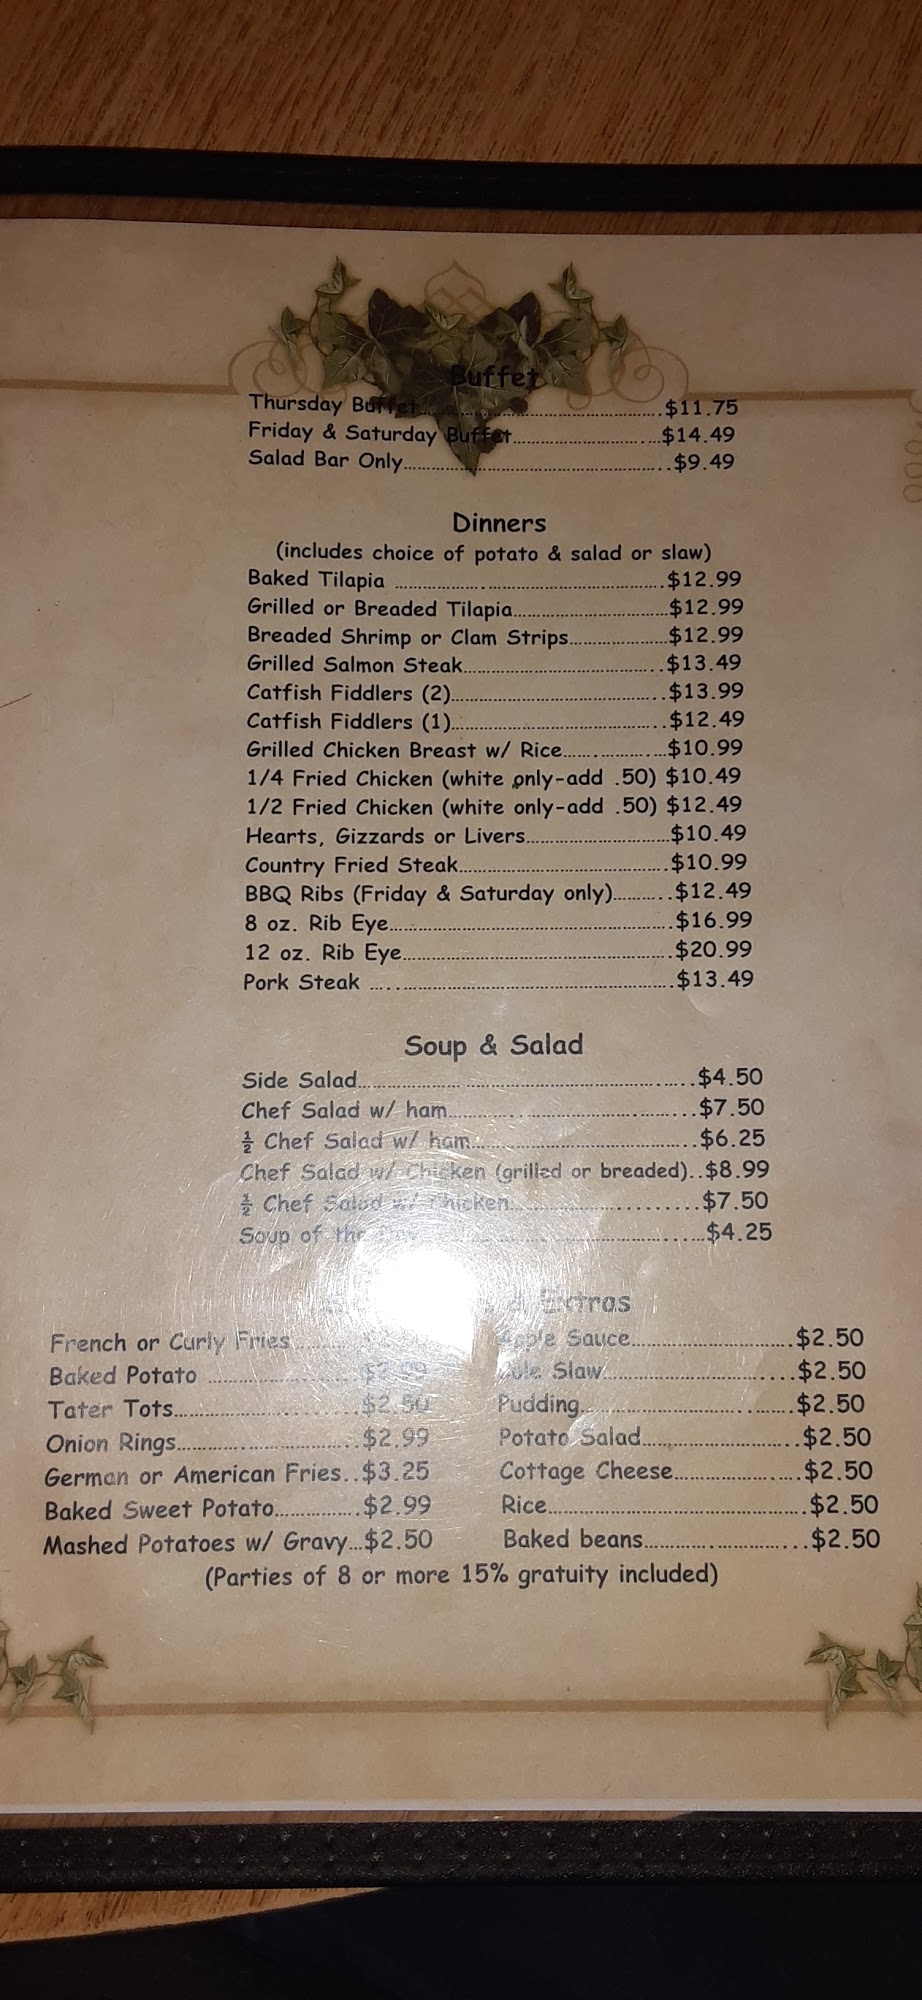 Buffet
Thursday Buffet.....$11.75
Friday & Saturday Buffet.....$14.49
Salad Bar Only.....$9.49
Dinners
(includes choice of potato & salad or slaw)
Baked Tilapia .....$12.99
Grilled or Breaded Tilapia.....$12.99
Breaded Shrimp or Clam Strips.....$12.99
Grilled Salmon Steak.....$13.49
Catfish Fiddlers (2).....$13.99
Catfish Fiddlers (1).....$12.49
Grilled Chicken Breast w/ Rice.....$10.99
1/4 Fried Chicken (white only-add .50) $10.49
1/2 Fried Chicken (white only-add .50) $12.49
Hearts, Gizzards or Livers.....$10.49
Country Fried Steak.....$10.99
BBQ Ribs (Friday & Saturday only).....$12.49
8 oz. Rib Eye.....$16.99
12 oz. Rib Eye.....$20.99
Pork Steak .....$13.49
Soup & Salad
Side Salad.....$4.50
Chef Salad w/ ham.....$7.50
½ Chef Salad w/ ham.....$6.25
Chef Salad w/ Chicken (grilled or breaded)..$8.99
½ Chef Salad w/ Chicken.....$7.50
Soup of the Day.....$4.25
& Extras
French or Curly Fries.....
Baked Potato .....$2.99
Tater Tots.....$2.50
Onion Rings.....$2.99
German or American Fries..$3.25
Baked Sweet Potato.....$2.99
Mashed Potatoes w/ Gravy...$2.50
Apple Sauce.....$2.50
Cole Slaw.....$2.50
Pudding.....$2.50
Potato Salad.....$2.50
Cottage Cheese.....$2.50
Rice.....$2.50
Baked beans.....$2.50
(Parties of 8 or more 15% gratuity included)